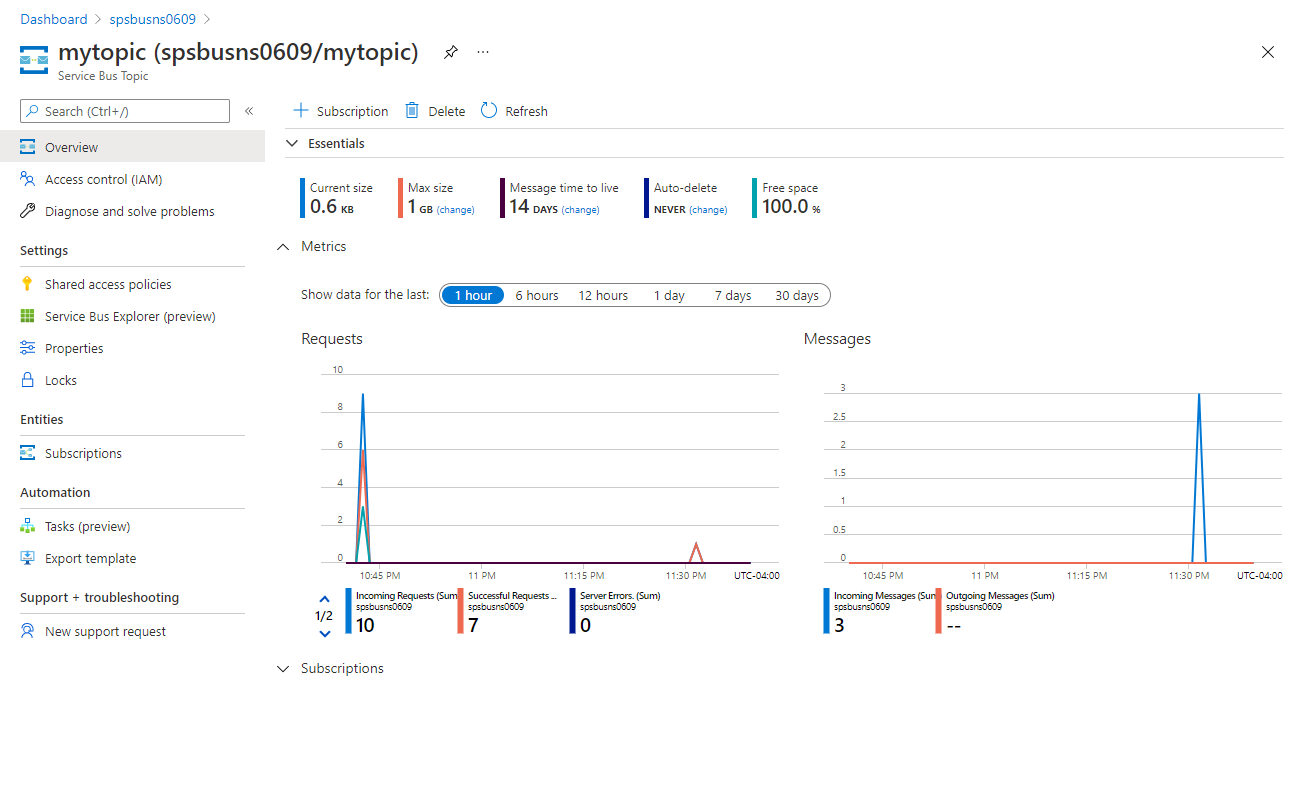 Dashboard > spsbusns0609 >
mytopic (spsbusns0609/mytopic) ...
Service Bus Topic
Search (Ctrl+/) «
Overview
Access control (IAM)
Diagnose and solve problems
Settings
Shared access policies
Service Bus Explorer (preview)
Properties
Locks
Entities
Subscriptions
Automation
Tasks (preview)
Export template
Support + troubleshooting
New support request
+ Subscription Delete Refresh
Essentials
Current size
0.6 KB
Max size
1 GB (change)
Message time to live
14 DAYS (change)
Auto-delete
NEVER (change)
Free space
100.0 %
Metrics
Show data for the last: 1 hour 6 hours 12 hours 1 day 7 days 30 days
Requests
10
8
6
4
2
0
10:45 PM 11 PM 11:15 PM 11:30 PM UTC-04:00
1/2
Incoming Requests (Sum)
spsbusns0609
10
Successful Requests ...
spsbusns0609
7
Server Errors. (Sum)
spsbusns0609
0
Messages
3
2.5
2
1.5
1
0.5
0
10:45 PM 11 PM 11:15 PM 11:30 PM UTC-04:00
Incoming Messages (Sum)
spsbusns0609
3
Outgoing Messages (Sum)
spsbusns0609
--
Subscriptions